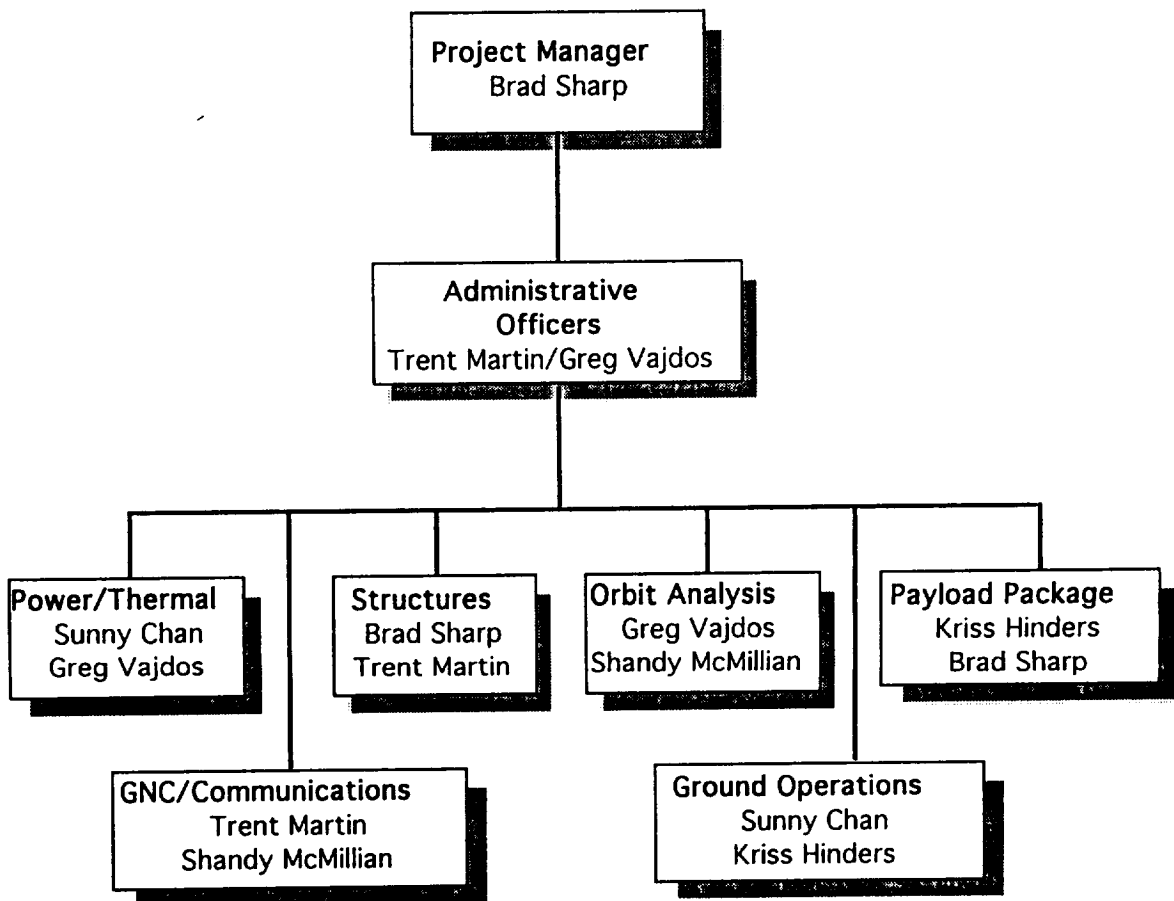 Project Manager
Brad Sharp
Administrative
Officers
Trent Martin/Greg Vajdos
Power/Thermal
Sunny Chan
Greg Vajdos
Structures
Brad Sharp
Trent Martin
Orbit Analysis
Greg Vajdos
Shandy McMillian
Payload Package
Kriss Hinders
Brad Sharp
GNC/Communications
Trent Martin
Shandy McMillian
Ground Operations
Sunny Chan
Kriss Hinders